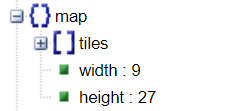 map
tiles
width : 9
height : 27